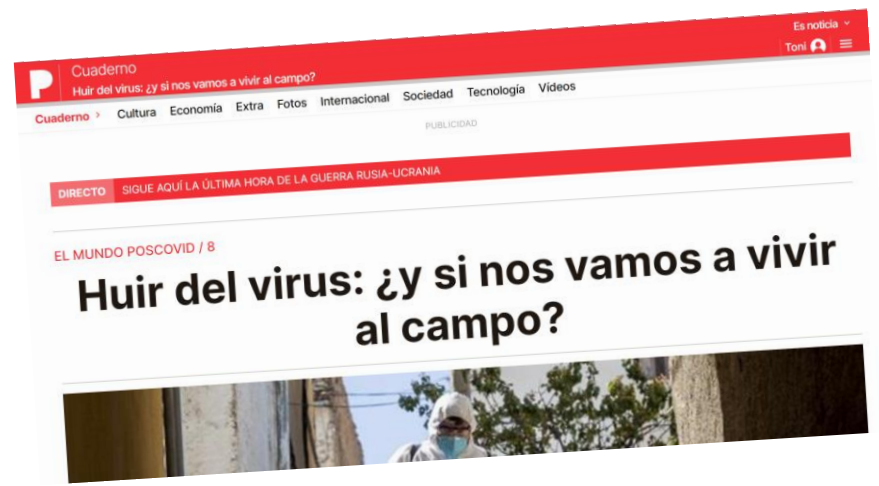 Es noticia
Cuaderno
Toni
Huir del virus: ¿y si nos vamos a vivir al campo?
Cuaderno
Cultura
Economía
Extra
Fotos
Internacional
Sociedad
Tecnología
Vídeos
PUBLICIDAD
DIRECTO
SIGUE AQUÍ LA ÚLTIMA HORA DE LA GUERRA RUSIA-UCRANIA
EL MUNDO POSCOVID / 8
Huir del virus: ¿y si nos vamos a vivir
al campo?